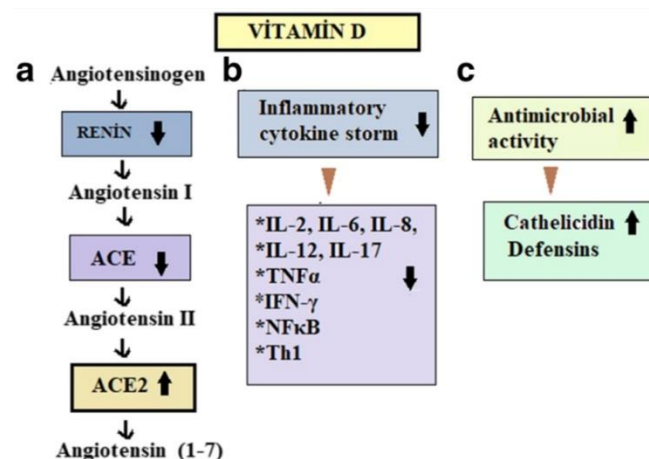 VİTAMİN D
a
Angiotensinogen
RENİN
Angiotensin I
ACE
Angiotensin II
ACE2
Angiotensin (1-7)
b
Inflammatory
cytokine storm
*IL-2, IL-6, IL-8,
*IL-12, IL-17
*TNFα
*IFN-γ
*NFκB
*Th1
c
Antimicrobial
activity
Cathelicidin
Defensins